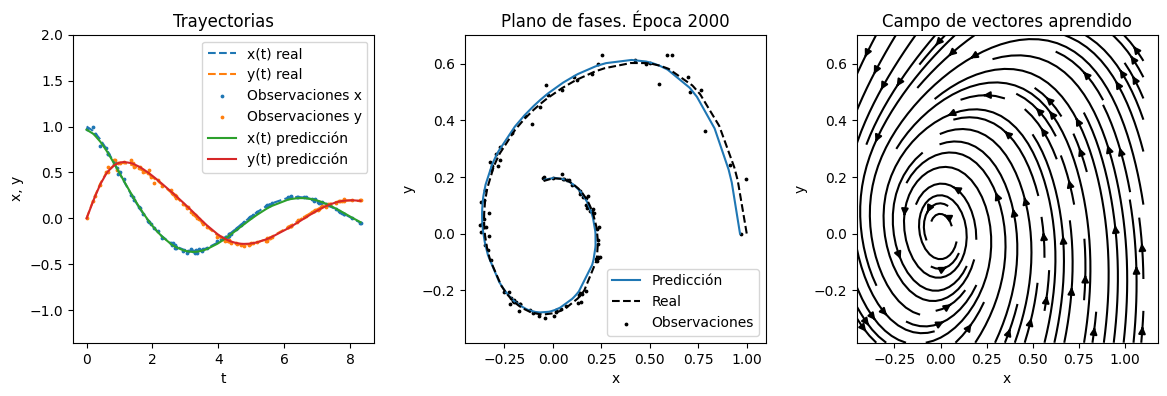 Trayectorias
x, y
2.0
1.5
1.0
0.5
0.0
−0.5
−1.0
x(t) real
y(t) real
Observaciones x
Observaciones y
x(t) predicción
y(t) predicción
0 2 4 6 8
t
Plano de fases. Época 2000
y
0.6
0.4
0.2
0.0
−0.2
Predicción
Real
Observaciones
−0.25 0.00 0.25 0.50 0.75 1.00
x
Campo de vectores aprendido
y
0.6
0.4
0.2
0.0
−0.2
−0.25 0.00 0.25 0.50 0.75 1.00
x